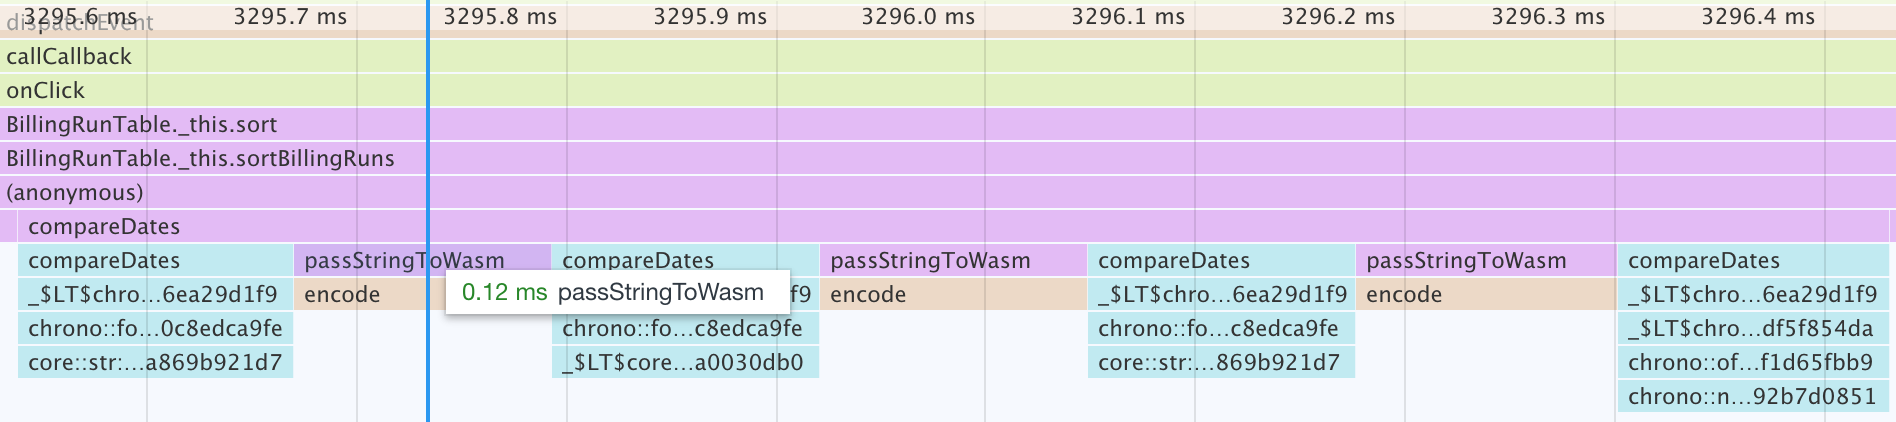 3295.6 ms 3295.7 ms 3295.8 ms 3295.9 ms 3296.0 ms 3296.1 ms 3296.2 ms 3296.3 ms 3296.4 ms
dispatchEvent
callCallback
onClick
BillingRunTable._this.sort
BillingRunTable._this.sortBillingRuns
(anonymous)
compareDates
compareDates passStringToWasm compareDates passStringToWasm compareDates passStringToWasm compareDates
_$LT$chro…6ea29d1f9 encode 0.12 ms passStringToWasm f9 encode _$LT$chro…6ea29d1f9 encode _$LT$chro…6ea29d1f9
chrono::fo…0c8edca9fe chrono::fo…c8edca9fe chrono::fo…c8edca9fe _$LT$chro…df5f854da
core::str:…a869b921d7 _$LT$core…a0030db0 core::str:…869b921d7 chrono::of…f1d65fbb9
chrono::n…92b7d0851